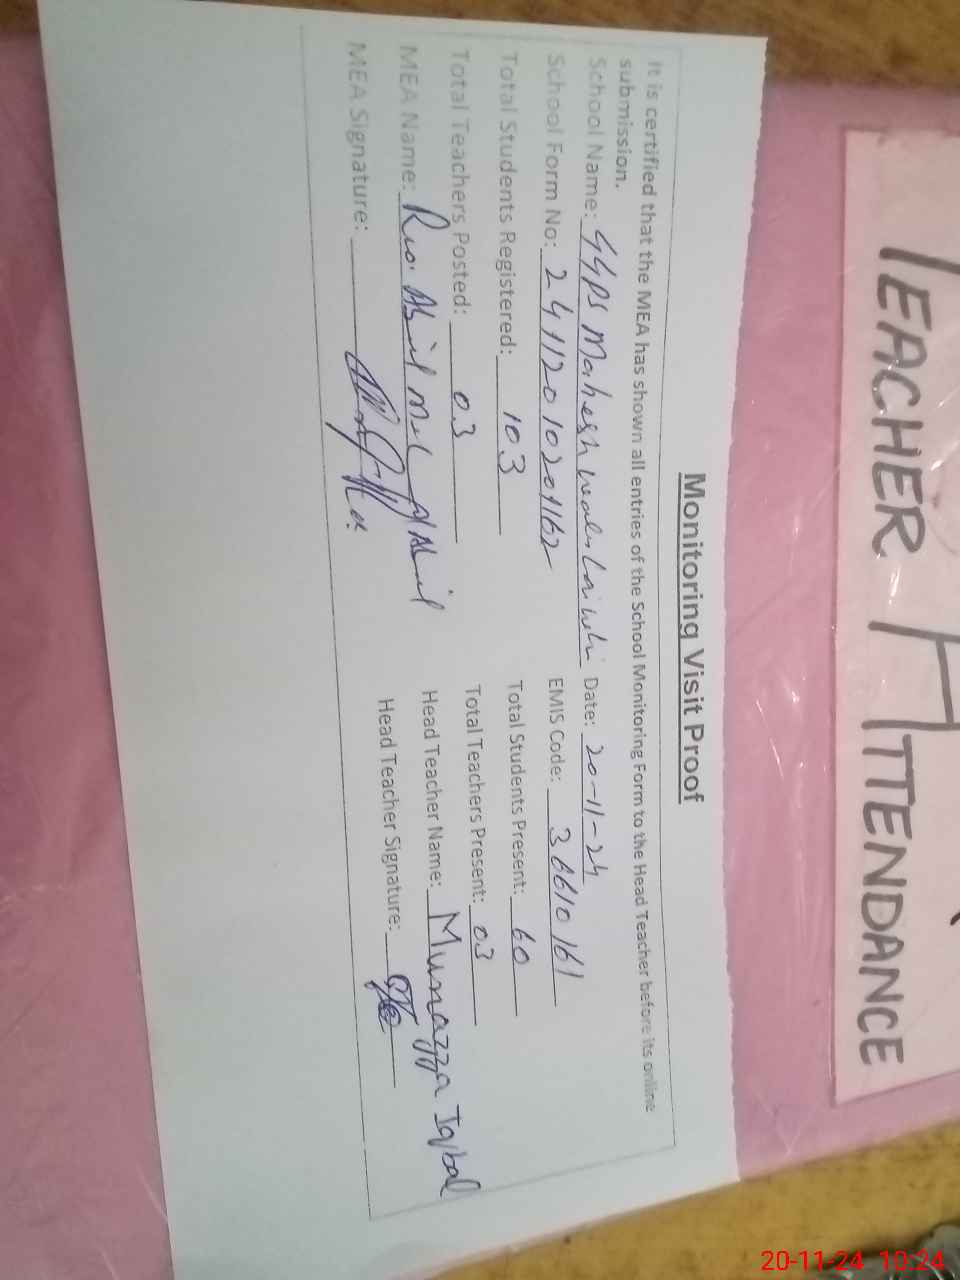 TEACHER ATTENDANCE
Monitoring Visit Proof
It is certified that the MEA has shown all entries of the School Monitoring Form to the Head Teacher before its online
submission.
School Name: GGPS Mahesh Date: 20-11-24
School Form No: 24112010201162 EMIS Code: 36610161
Total Students Registered: 103 Total Students Present: 60
Total Teachers Posted: 03 Total Teachers Present: 03
MEA Name: Head Teacher Name: Munazza Iqbal
MEA Signature: Head Teacher Signature:
20-11-24 10:24